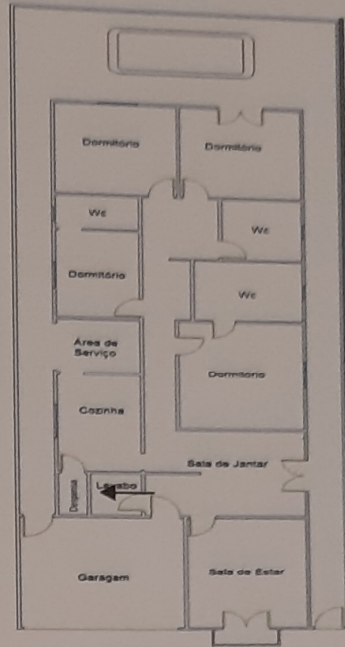 Dormitório
Dormitório
Wc
Wc
Dormitório
Wc
Área de
Serviço
Dormitório
Cozinha
Sala de Jantar
Despensa
Lavabo
Garagem
Sala de Estar